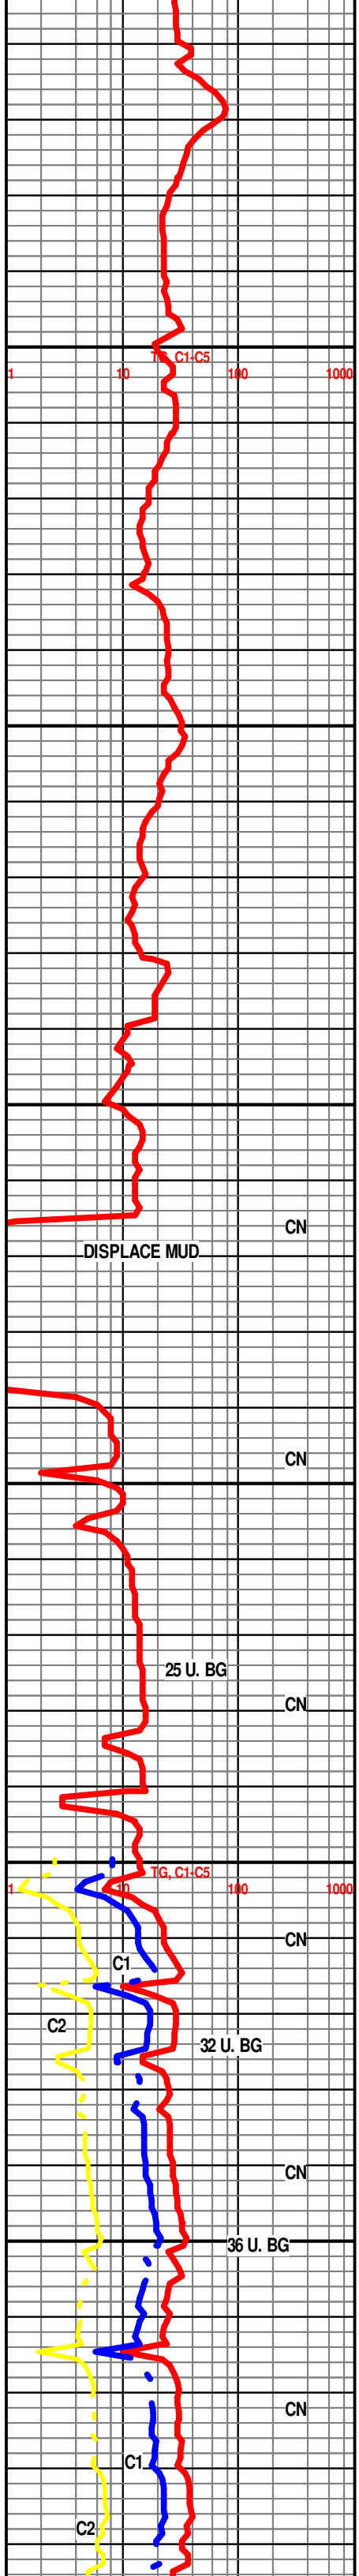 TG, C1-C5
1 10 100 1000
CN
DISPLACE MUD
CN
25 U. BG
CN
TG, C1-C5
1 10 100 1000
CN
C1
C2
32 U. BG
CN
36 U. BG
CN
C1
C2